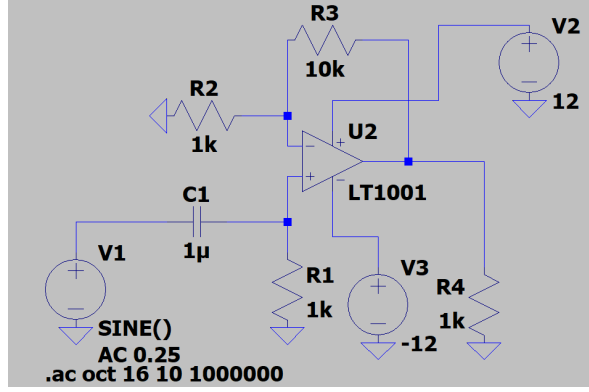 R3
V2
10k
R2
12
U2
1k
LT1001
C1
1µ
V1
R1
V3
R4
1k
1k
SINE()
-12
AC 0.25
.ac oct 16 10 1000000